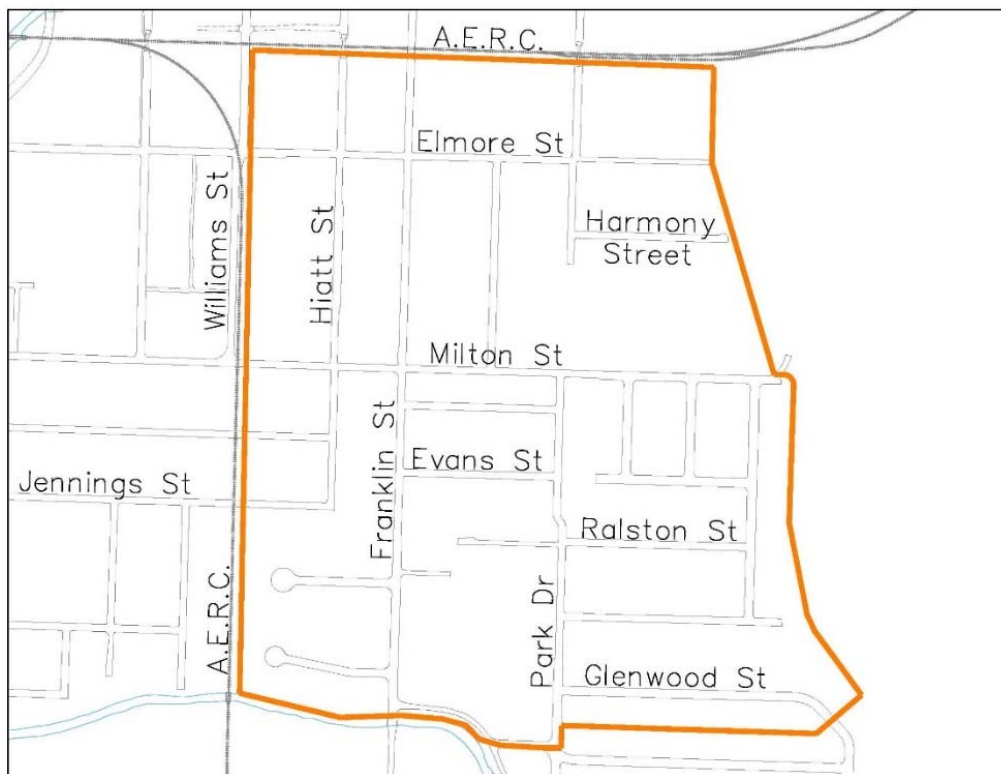 A.E.R.C.
Elmore St
Williams St
Hiatt St
Harmony
Street
Milton St
Franklin St
Evans St
Jennings St
Ralston St
A.E.R.C.
Park Dr
Glenwood St